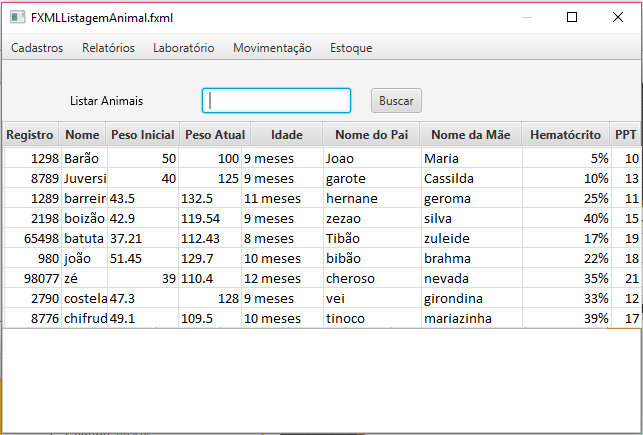 FXMLListagemAnimal.fxml
Cadastros Relatórios Laboratório Movimentação Estoque
Listar Animais Buscar
Registro Nome Peso Inicial Peso Atual Idade Nome do Pai Nome da Mãe Hematócrito PPT
1298 Barão 50 100 9 meses Joao Maria 5% 10
8789 Juversi 40 125 9 meses garote Cassilda 10% 13
1289 barreir 43.5 132.5 11 meses hernane geroma 25% 11
2198 boizão 42.9 119.54 9 meses zezao silva 40% 15
65498 batuta 37.21 112.43 8 meses Tibão zuleide 17% 19
980 joão 51.45 129.7 10 meses bibão brahma 22% 18
98077 zé 39 110.4 12 meses cheroso nevada 35% 21
2790 costela 47.3 128 9 meses vei girondina 33% 12
8776 chifrud 49.1 109.5 10 meses tinoco mariazinha 39% 17